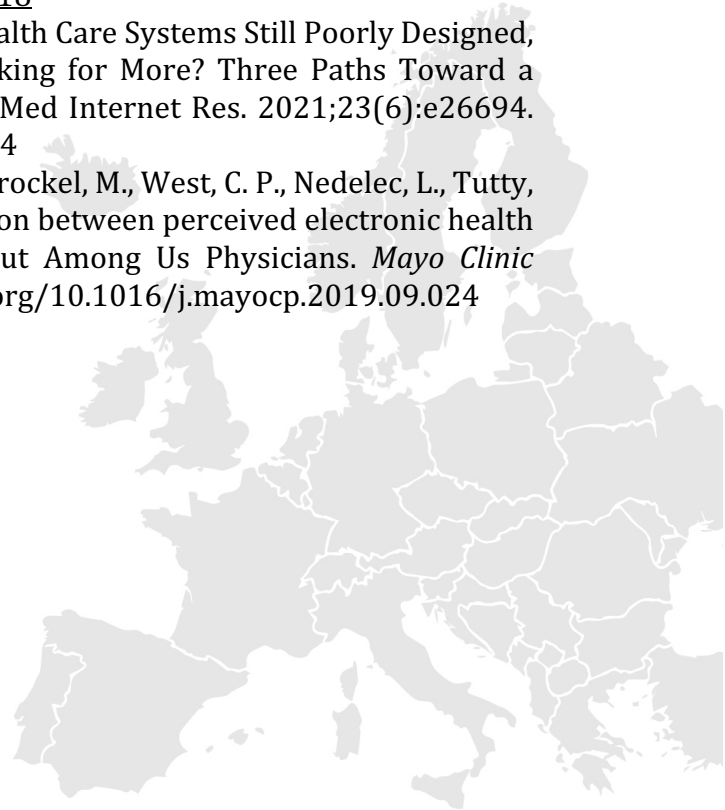 alth Care Systems Still Poorly Designed,
king for More? Three Paths Toward a
Med Internet Res. 2021;23(6):e26694.
4
rockel, M., West, C. P., Nedelec, L., Tutty,
on between perceived electronic health
ut Among Us Physicians. Mayo Clinic
org/10.1016/j.mayocp.2019.09.024